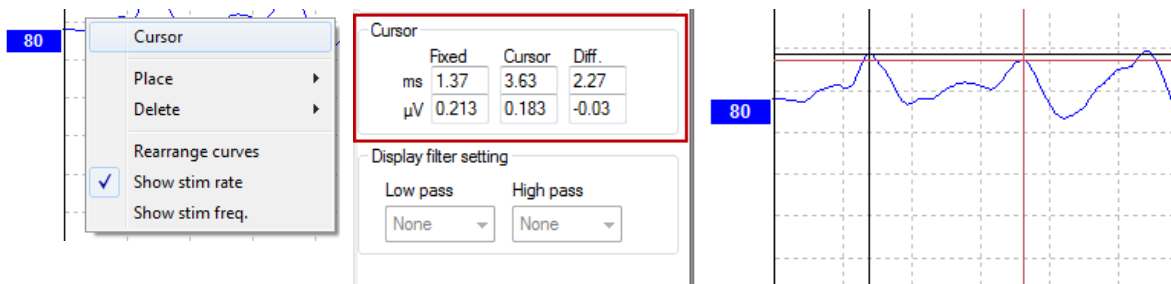 80
Cursor
Place
Delete
Rearrange curves
Show stim rate
Show stim freq.
Cursor
Fixed Cursor Diff.
ms 1.37 3.63 2.27
µV 0.213 0.183 -0.03
Display filter setting
Low pass High pass
None None
80